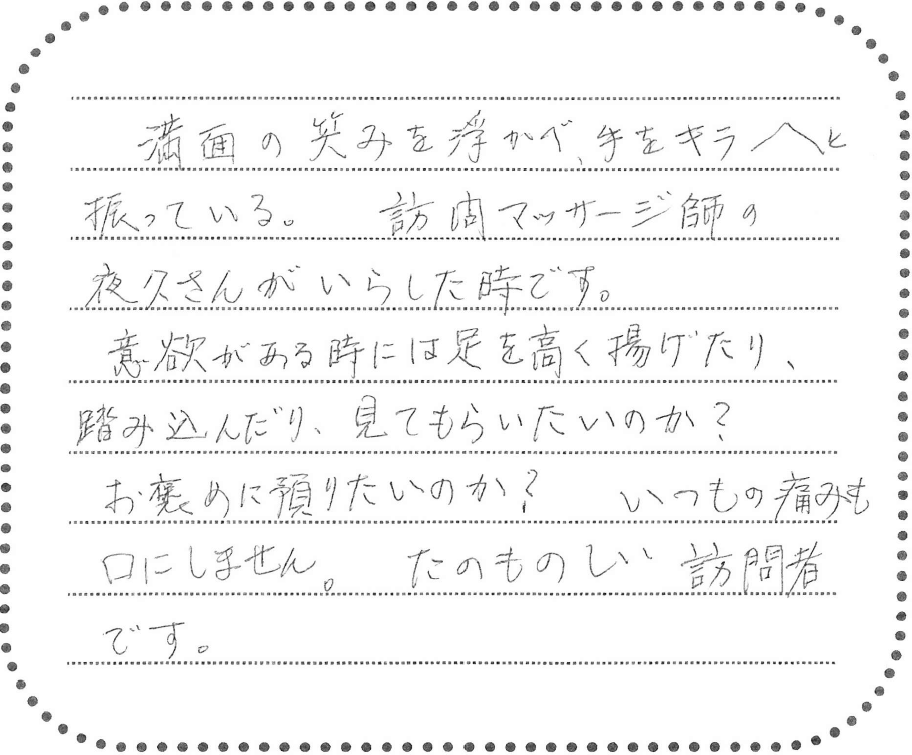 満面の笑みを浮かべ、手をキラ〱と
振っている。 訪問マッサージ師の
夜久さんがいらした時です。
意欲がある時には足を高く揚げたり、
踏み込んだり、見てもらいたいのか?
お褒めに預りたいのか? いつもの痛みも
口にしません。 たのものしい 訪問者
です。